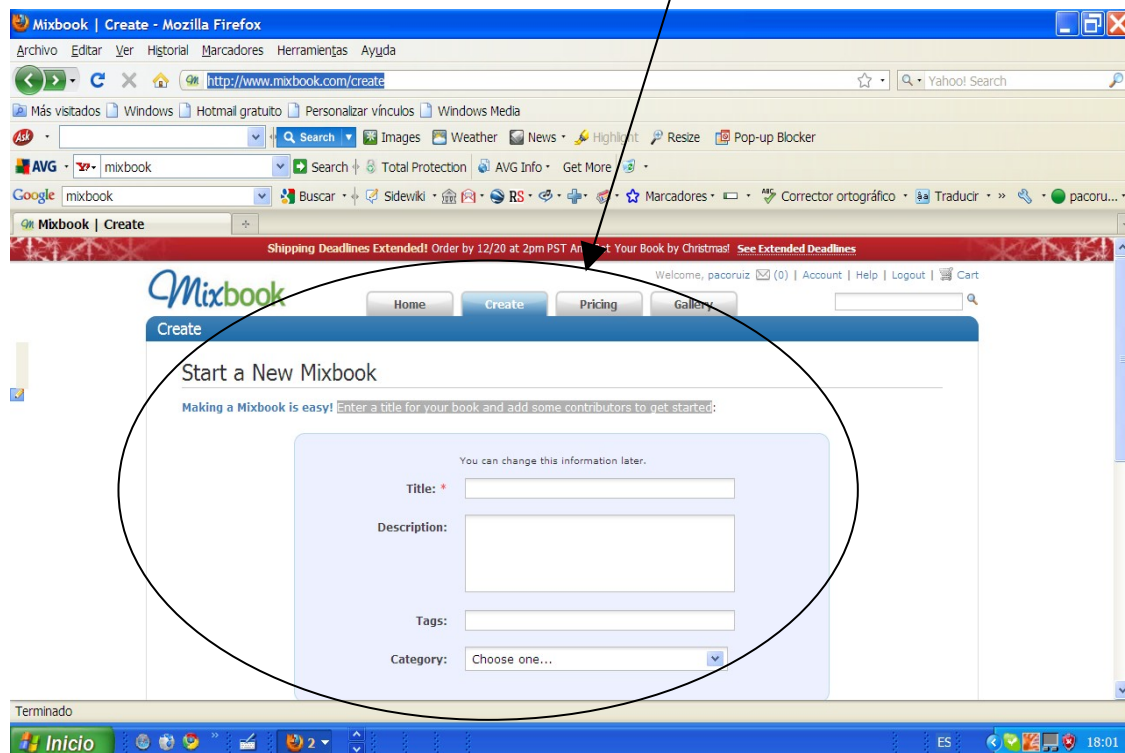 Mixbook | Create - Mozilla Firefox
Archivo Editar Ver Historial Marcadores Herramientas Ayuda
http://www.mixbook.com/create Yahoo! Search
Más visitados Windows Hotmail gratuito Personalizar vínculos Windows Media
Ask Search Images Weather News Highlight Resize Pop-up Blocker
AVG Y! mixbook Search Total Protection AVG Info Get More
Google mixbook Buscar Sidewiki RS Marcadores Corrector ortográfico Traducir » pacoru...
Mixbook | Create
Shipping Deadlines Extended! Order by 12/20 at 2pm PST And Get Your Book by Christmas! See Extended Deadlines
Welcome, pacoruiz (0) | Account | Help | Logout | Cart
Mixbook
Home Create Pricing Gallery
Create
Start a New Mixbook
Making a Mixbook is easy! Enter a title for your book and add some contributors to get started:
You can change this information later.
Title: *
Description:
Tags:
Category: Choose one...
Terminado
Inicio » 2 ES 18:01